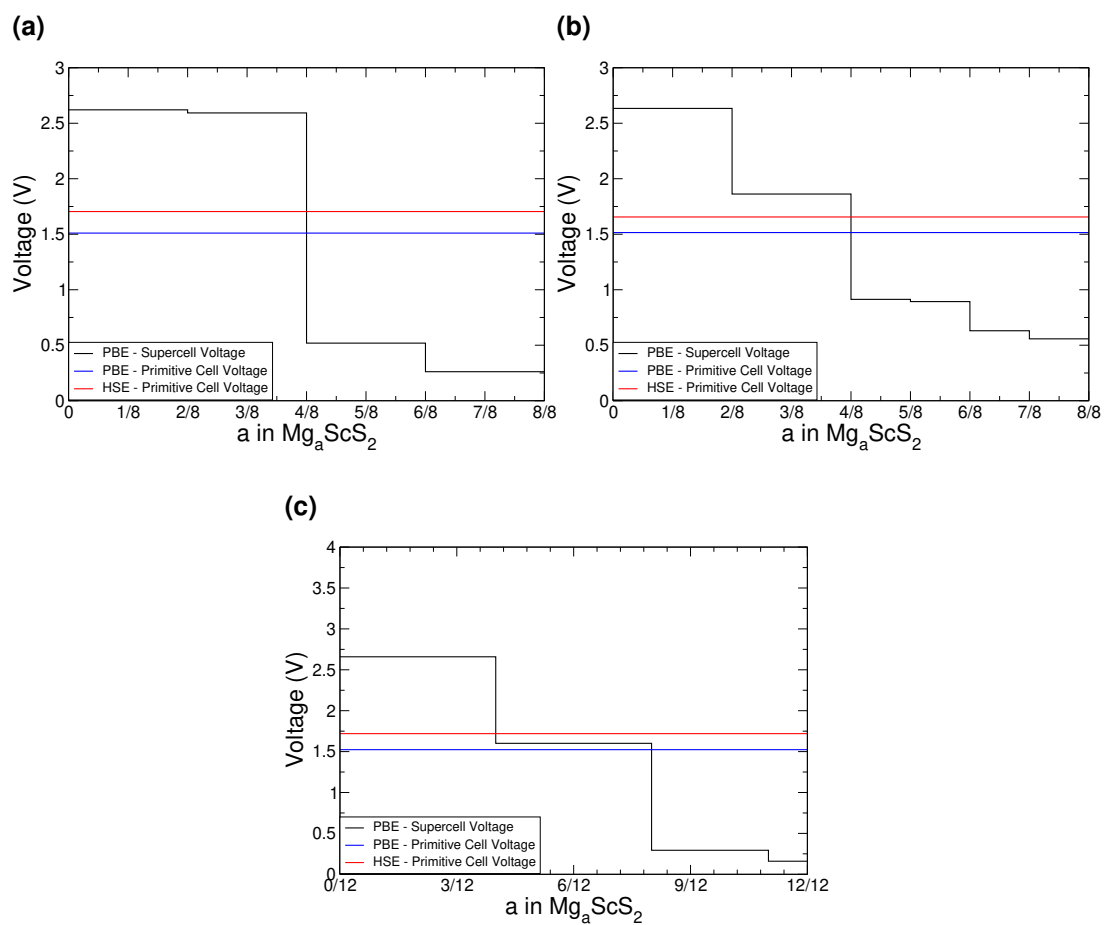 (a)
3
2.5
2
1.5
1
0.5
0
Voltage (V)
PBE - Supercell Voltage
PBE - Primitive Cell Voltage
HSE - Primitive Cell Voltage
0 1/8 2/8 3/8 4/8 5/8 6/8 7/8 8/8
a in MgₐScS₂
(b)
3
2.5
2
1.5
1
0.5
0
Voltage (V)
PBE - Supercell Voltage
PBE - Primitive Cell Voltage
HSE - Primitive Cell Voltage
0 1/8 2/8 3/8 4/8 5/8 6/8 7/8 8/8
a in MgₐScS₂
(c)
4
3.5
3
2.5
2
1.5
1
0.5
0
Voltage (V)
PBE - Supercell Voltage
PBE - Primitive Cell Voltage
HSE - Primitive Cell Voltage
0/12 3/12 6/12 9/12 12/12
a in MgₐScS₂